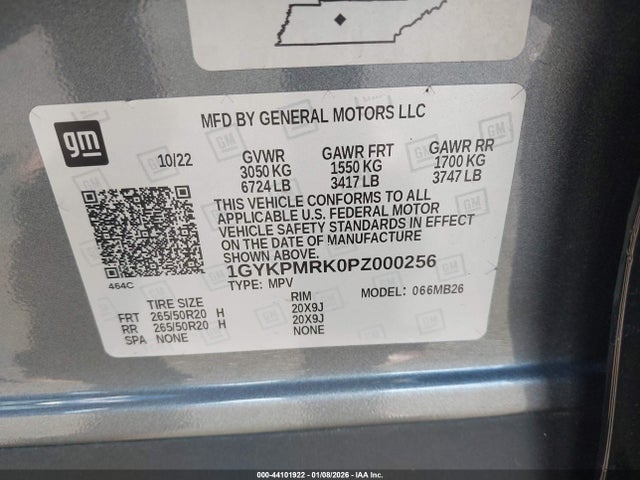 MFD BY GENERAL MOTORS LLC
gm
10/22
GVWR GAWR FRT GAWR RR
3050 KG 1550 KG 1700 KG
6724 LB 3417 LB 3747 LB
THIS VEHICLE CONFORMS TO ALL
APPLICABLE U.S. FEDERAL MOTOR
VEHICLE SAFETY STANDARDS IN EFFECT
ON THE DATE OF MANUFACTURE
SHOWN ABOVE.
1GYKPMRK0PZ000256
464C
TYPE: MPV MODEL: 066MB26
TIRE SIZE RIM
FRT 265/50R20 H 20X9J
RR 265/50R20 H 20X9J
SPA NONE NONE
000-44101922 - 01/08/2026 - IAAI Inc.